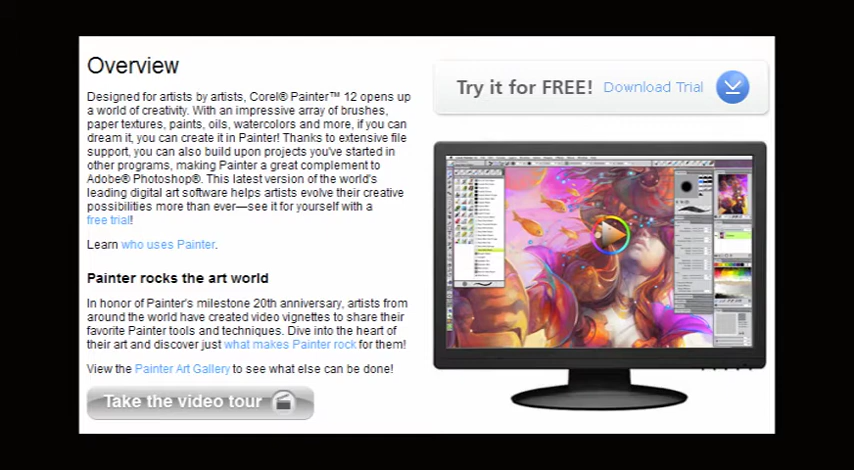 Overview
Designed for artists by artists, Corel® Painter™ 12 opens up
a world of creativity. With an impressive array of brushes,
paper textures, paints, oils, watercolors and more, if you can
dream it, you can create it in Painter! Thanks to extensive file
support, you can also build upon projects you've started in
other programs, making Painter a great complement to
Adobe® Photoshop®. This latest version of the world's
leading digital art software helps artists evolve their creative
possibilities more than ever—see it for yourself with a
free trial!
Learn who uses Painter.
Painter rocks the art world
In honor of Painter's milestone 20th anniversary, artists from
around the world have created video vignettes to share their
favorite Painter tools and techniques. Dive into the heart of
their art and discover just what makes Painter rock for them!
View the Painter Art Gallery to see what else can be done!
Take the video tour
Try it for FREE! Download Trial